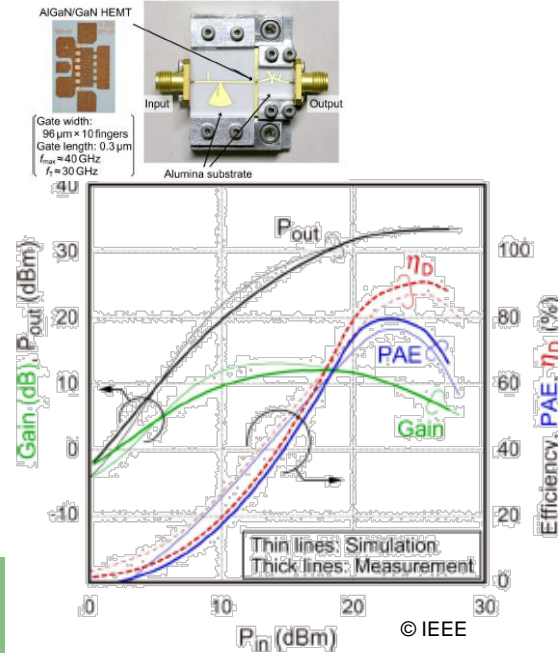 AlGaN/GaN HEMT
Input
Output
Gate width:
96 μm × 10 fingers
Gate length: 0.3 μm
fmax ≈ 40 GHz
fT ≈ 30 GHz
Alumina substrate
Gain (dB), Pout (dBm)
40
30
20
10
0
10
Pout
ηD
PAE
Gain
100
80
60
40
20
0
Efficiency, PAE, ηD (%)
Thin lines: Simulation
Thick lines: Measurement
0
10
20
30
Pin (dBm)
© IEEE